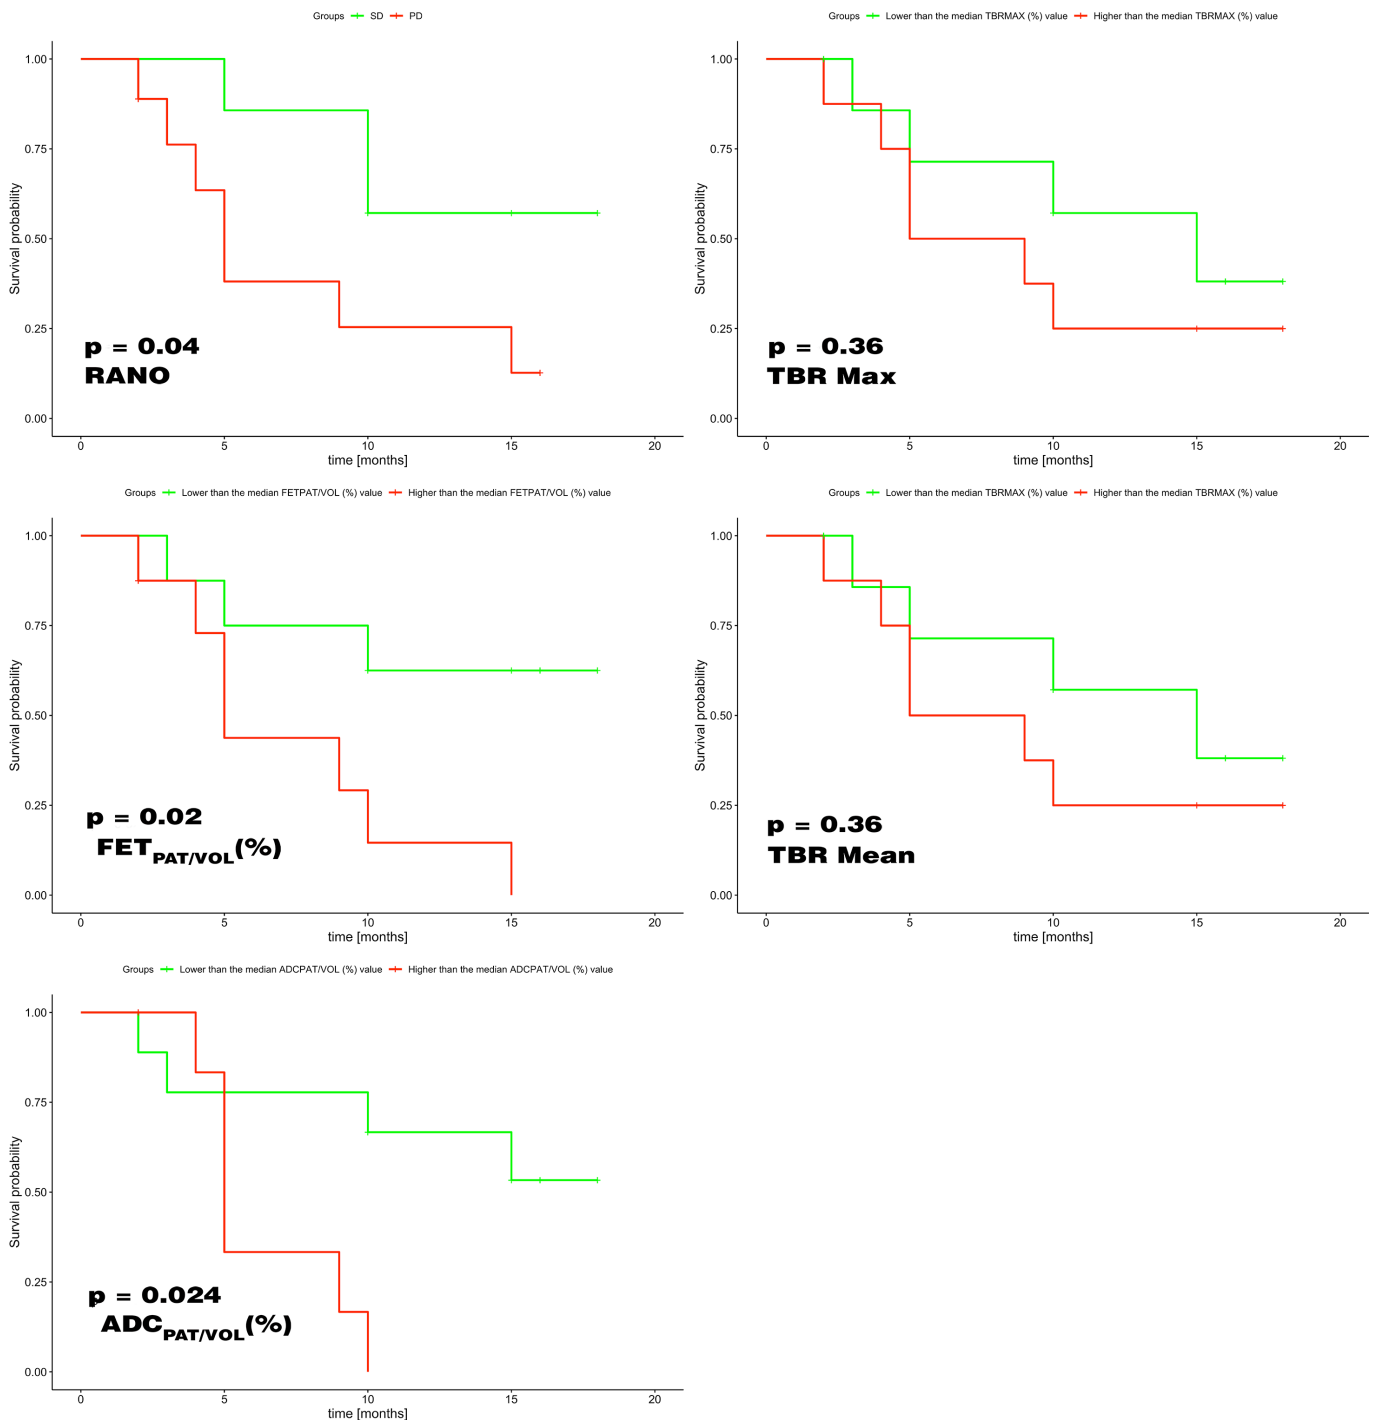 Groups SD PD
1.00
0.75
0.50
0.25
0.00
Survival probability
p = 0.04
RANO
0 5 10 15 20
time [months]
Groups Lower than the median TBRMAX (%) value Higher than the median TBRMAX (%) value
1.00
0.75
0.50
0.25
0.00
Survival probability
p = 0.36
TBR Max
0 5 10 15 20
time [months]
Groups Lower than the median FETPAT/VOL (%) value Higher than the median FETPAT/VOL (%) value
1.00
0.75
0.50
0.25
0.00
Survival probability
p = 0.02
FETPAT/VOL(%)
0 5 10 15 20
time [months]
Groups Lower than the median TBRMAX (%) value Higher than the median TBRMAX (%) value
1.00
0.75
0.50
0.25
0.00
Survival probability
p = 0.36
TBR Mean
0 5 10 15 20
time [months]
Groups Lower than the median ADCPAT/VOL (%) value Higher than the median ADCPAT/VOL (%) value
1.00
0.75
0.50
0.25
0.00
Survival probability
p = 0.024
ADCPAT/VOL(%)
0 5 10 15 20
time [months]